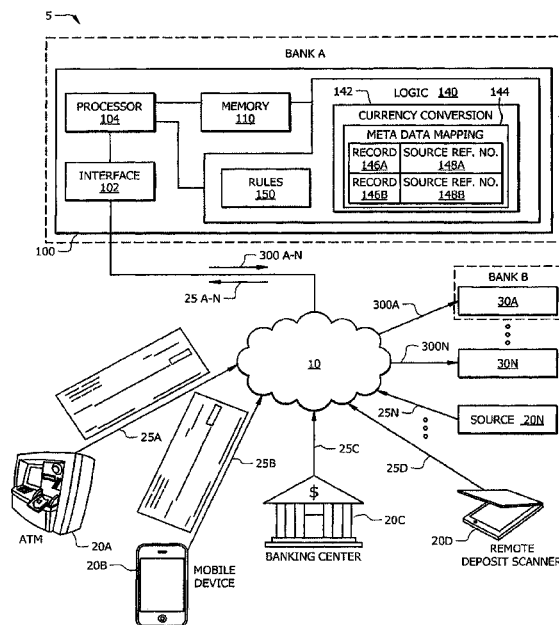 5
BANK A
142
LOGIC 140
144
PROCESSOR
104
MEMORY
110
CURRENCY CONVERSION
META DATA MAPPING
RECORD
146A
SOURCE REF. NO.
148A
RECORD
146B
SOURCE REF. NO.
148B
INTERFACE
102
RULES
150
100
300 A-N
25 A-N
BANK B
300A
30A
300N
30N
10
25N
SOURCE 20N
25A
25B
25C
25D
$
ATM
20A
20B
MOBILE
DEVICE
20C
BANKING CENTER
20D
REMOTE
DEPOSIT SCANNER